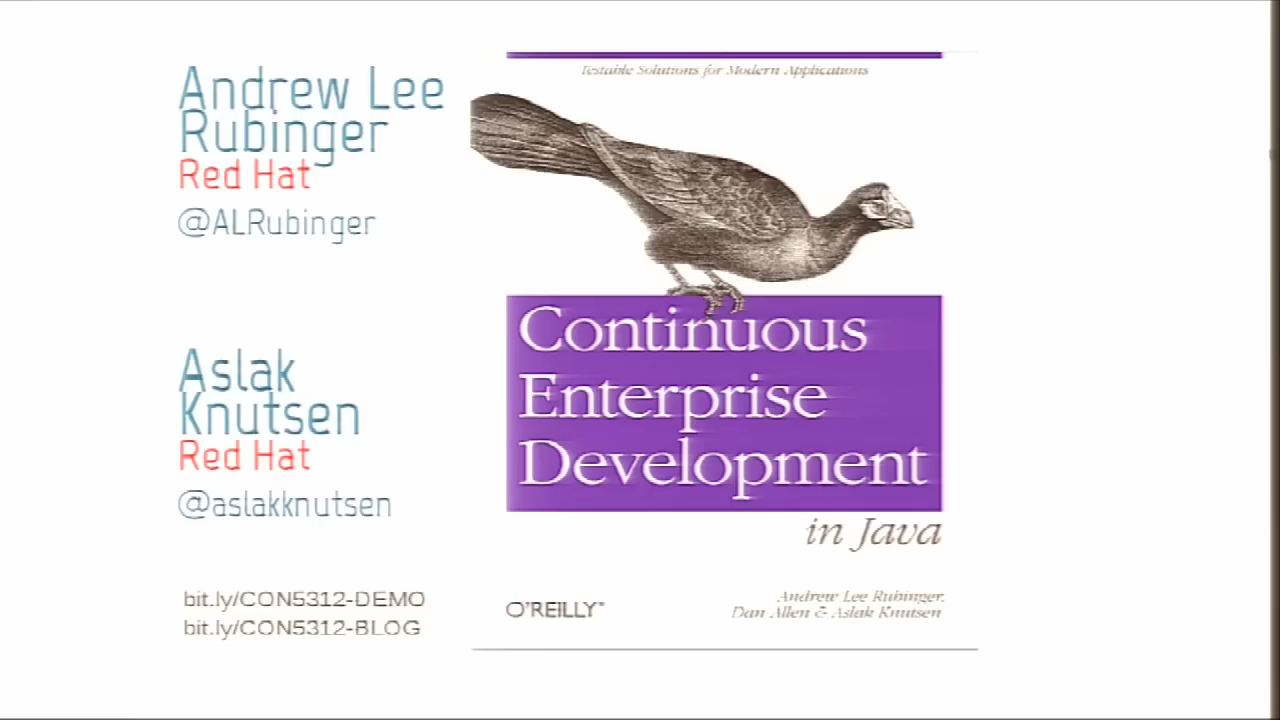 Andrew Lee
Rubinger
Red Hat
@ALRubinger
Aslak
Knutsen
Red Hat
@aslakknutsen
bit.ly/CON5312-DEMO
bit.ly/CON5312-BLOG
Testable Solutions for Modern Applications
Continuous
Enterprise
Development
in Java
O'REILLY™
Andrew Lee Rubinger,
Dan Allen & Aslak Knutsen